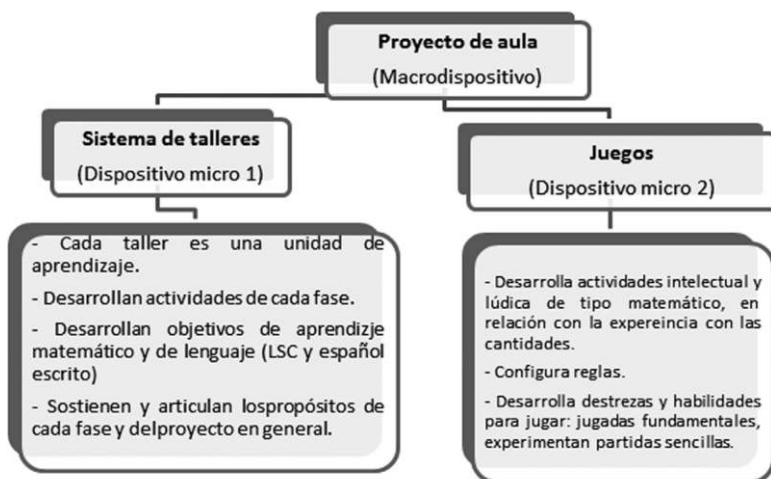 Proyecto de aula
(Macrodispositivo)
Sistema de talleres
(Dispositivo micro 1)
Juegos
(Dispositivo micro 2)
- Cada taller es una unidad de
aprendizaje.
- Desarrollan actividades de cada fase.
- Desarrollan objetivos de aprendizje
matemático y de lenguaje (LSC y español
escrito)
- Sostienen y articulan lospropósitos de
cada fase y delproyecto en general.
- Desarrolla actividades intelectual y
lúdica de tipo matemático, en
relación con la expereincia con las
cantidades.
- Configura reglas.
- Desarrolla destrezas y habilidades
para jugar: jugadas fundamentales,
experimentan partidas sencillas.